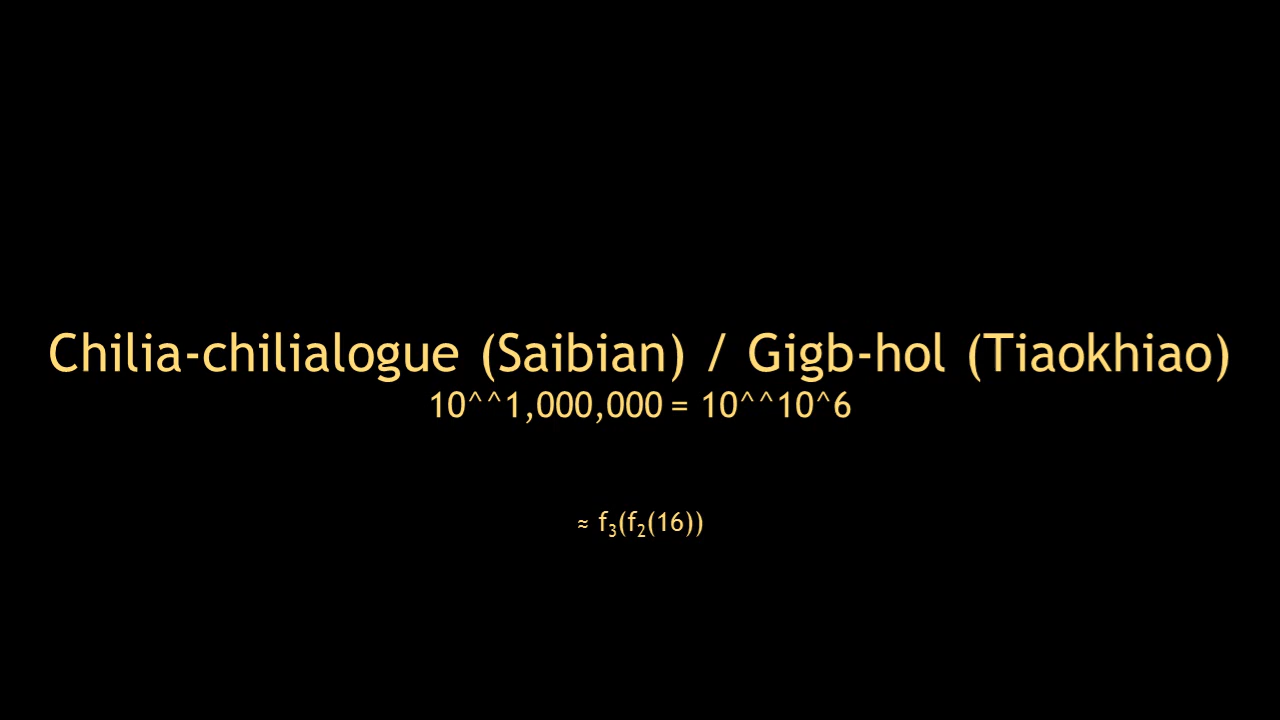 Chilia-chilialogue (Saibian) / Gigb-hol (Tiaokhiao)
10^^1,000,000 = 10^^10^6
≈ f₃(f₂(16))